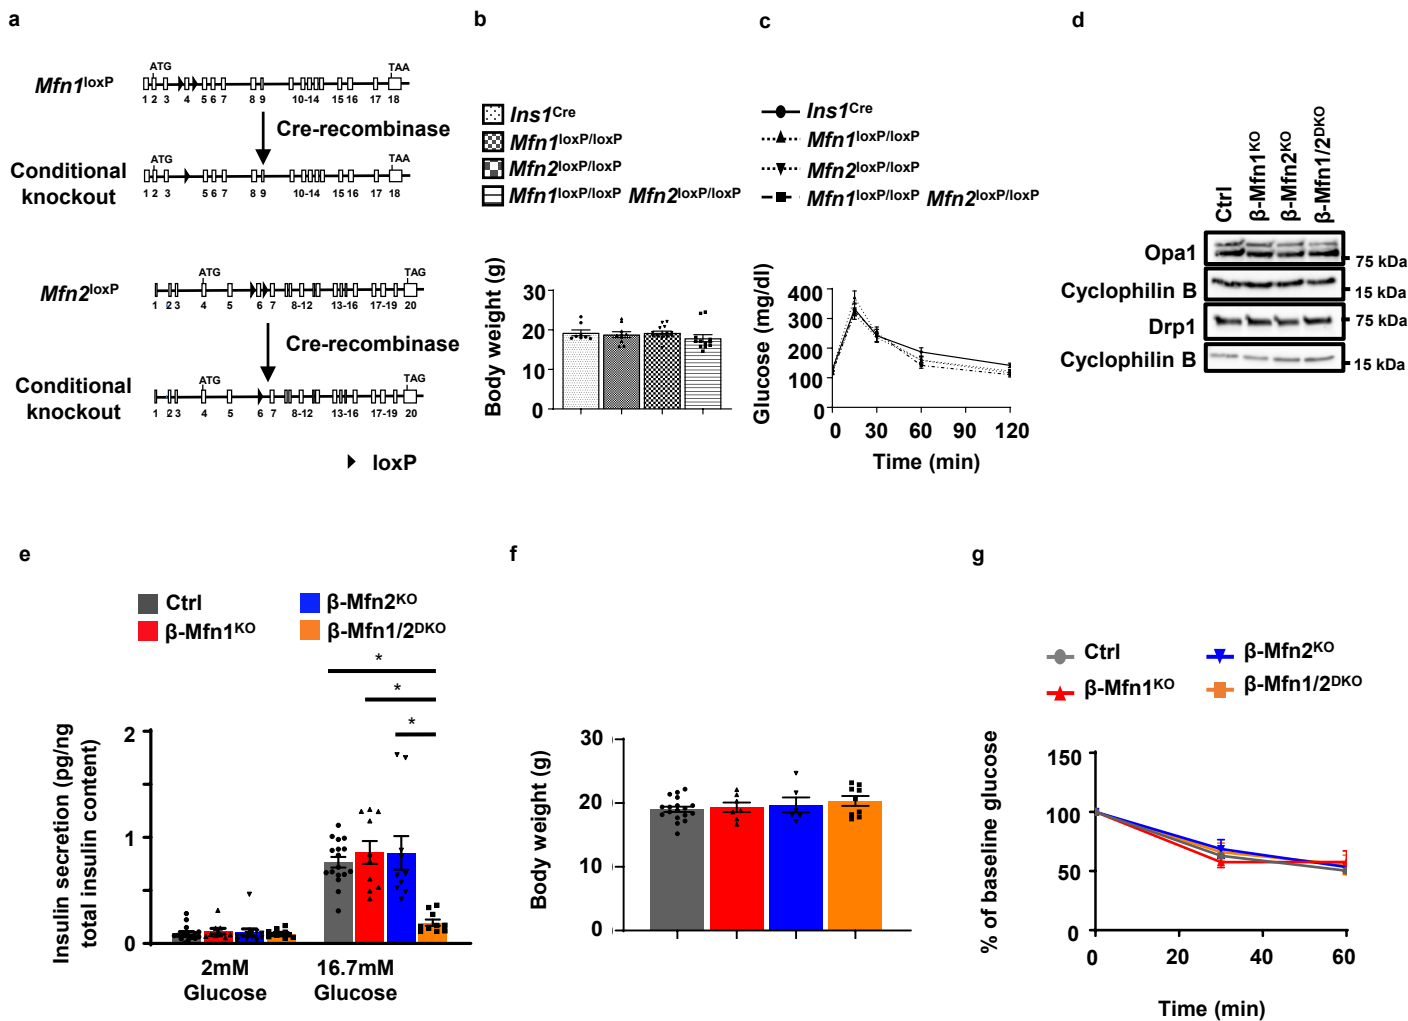 a
Mfn1loxP
ATG
TAA
1 2 3 4 5 6 7 8 9 10-14 15 16 17 18
Cre-recombinase
Conditional
knockout
ATG
TAA
1 2 3 5 6 7 8 9 10-14 15 16 17 18
Mfn2loxP
ATG
TAG
1 2 3 4 5 6 7 8-12 13-16 17-19 20
Cre-recombinase
Conditional
knockout
ATG
TAG
1 2 3 4 5 6 7 8-12 13-16 17-19 20
loxP
b
Ins1Cre
Mfn1loxP/loxP
Mfn2loxP/loxP
Mfn1loxP/loxP Mfn2loxP/loxP
Body weight (g)
30
20
10
0
c
Ins1Cre
Mfn1loxP/loxP
Mfn2loxP/loxP
Mfn1loxP/loxP Mfn2loxP/loxP
Glucose (mg/dl)
400
300
200
100
0
0 30 60 90 120
Time (min)
d
Ctrl
β-Mfn1KO
β-Mfn2KO
β-Mfn1/2DKO
Opa1
75 kDa
Cyclophilin B
15 kDa
Drp1
75 kDa
Cyclophilin B
15 kDa
e
Ctrl
β-Mfn2KO
β-Mfn1KO
β-Mfn1/2DKO
*
*
*
Insulin secretion (pg/ng
total insulin content)
2
1
0
2mM
Glucose
16.7mM
Glucose
f
Body weight (g)
30
20
10
0
g
Ctrl
β-Mfn2KO
β-Mfn1KO
β-Mfn1/2DKO
% of baseline glucose
150
100
50
0
0 20 40 60
Time (min)